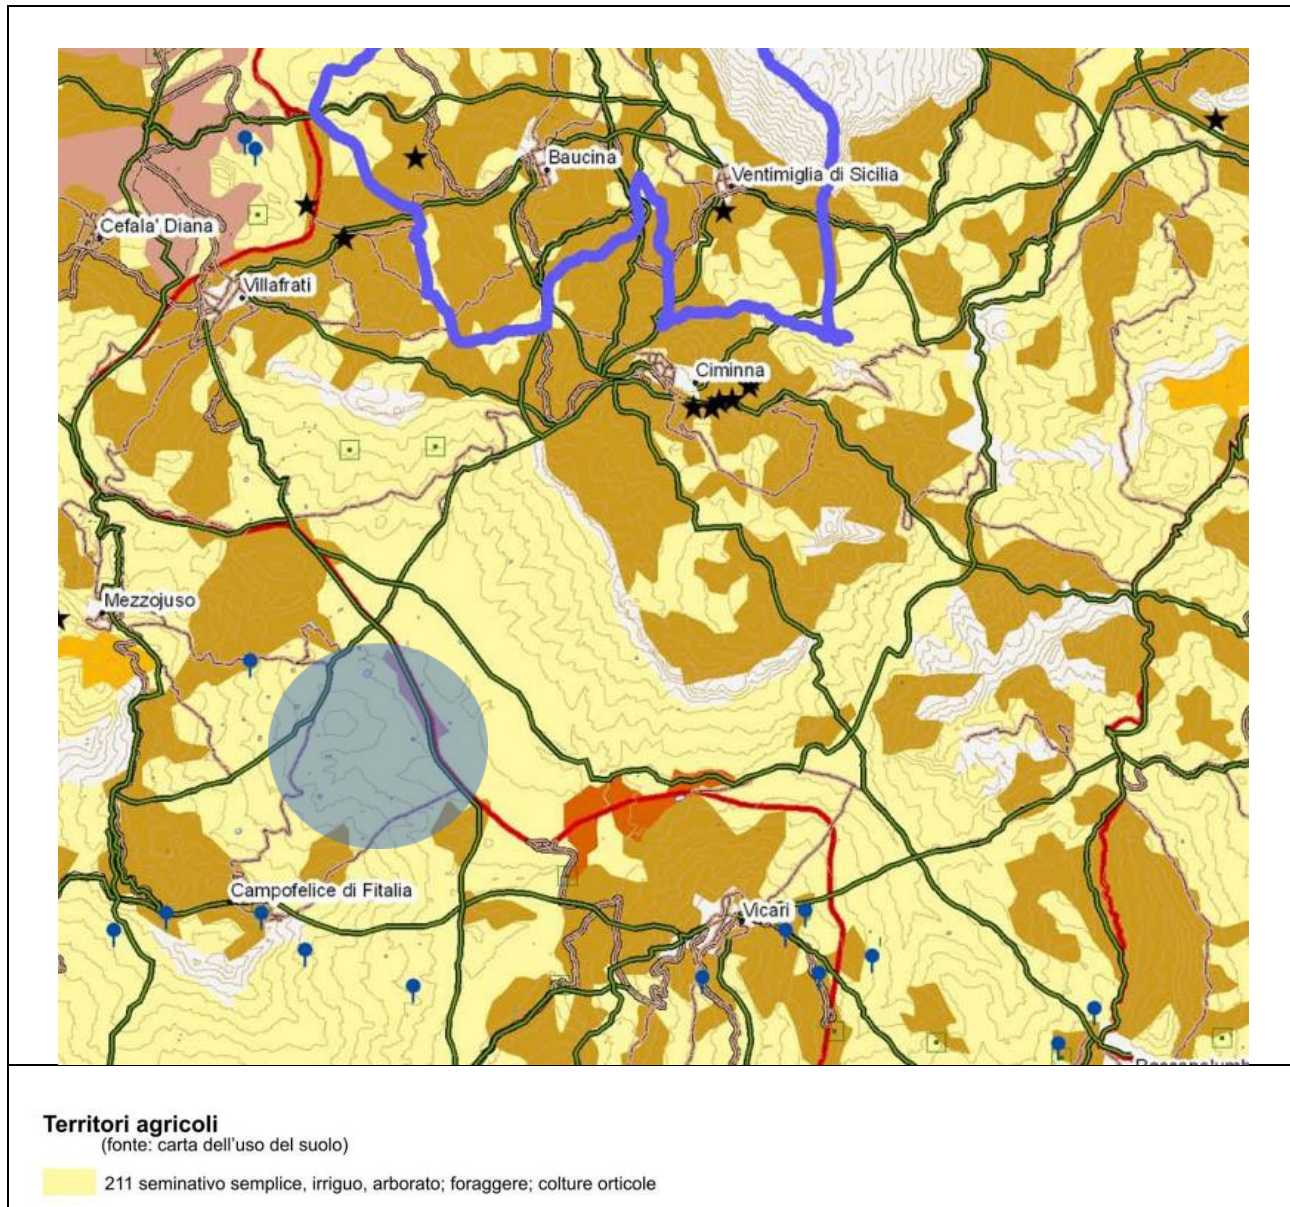 Baucina
Ventimiglia di Sicilia
Cefala' Diana
Villafrati
Ciminna
Mezzojuso
Campofelice di Fitalia
Vicari
Territori agricoli
(fonte: carta dell'uso del suolo)
211 seminativo semplice, irriguo, arborato; foraggere; colture orticole